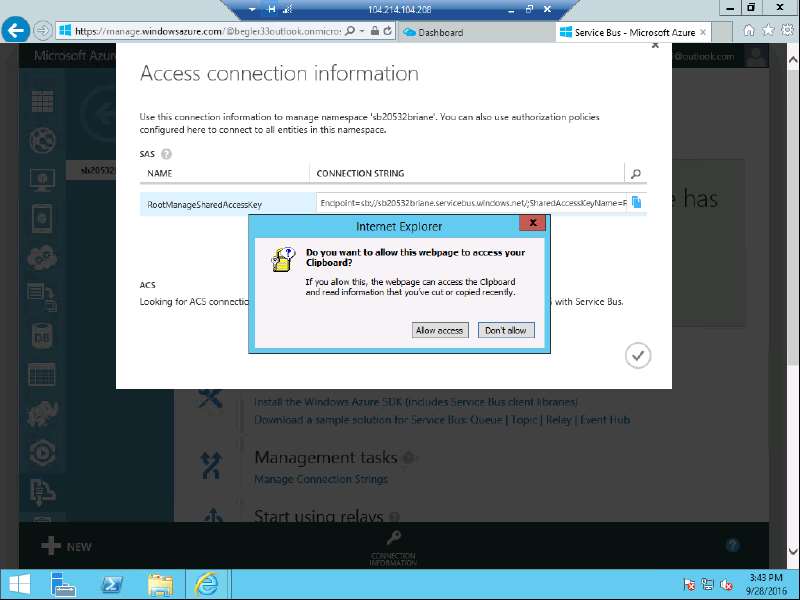 104.214.104.208
https://manage.windowsazure.com/@begler33outlook.onmicros
Dashboard
Service Bus - Microsoft Azure
Microsoft Azure
@outlook.com
Access connection information
Use this connection information to manage namespace 'sb20532briane'. You can also use authorization policies
configured here to connect to all entities in this namespace.
sb20532
SAS ?
NAME
CONNECTION STRING
e has
RootManageSharedAccessKey
Endpoint=sb://sb20532briane.servicebus.windows.net/;SharedAccessKeyName=R
Internet Explorer
Do you want to allow this webpage to access your
Clipboard?
If you allow this, the webpage can access the Clipboard
and read information that you've cut or copied recently.
Allow access
Don't allow
ACS
Looking for ACS connectio
s with Service Bus.
DB
Install the Windows Azure SDK (includes Service Bus client libraries)
Download a sample solution for Service Bus: Queue | Topic | Relay | Event Hub
Management tasks ?
Manage Connection Strings
Start using relays ?
NEW
CONNECTION
INFORMATION
?
3:43 PM
9/28/2016